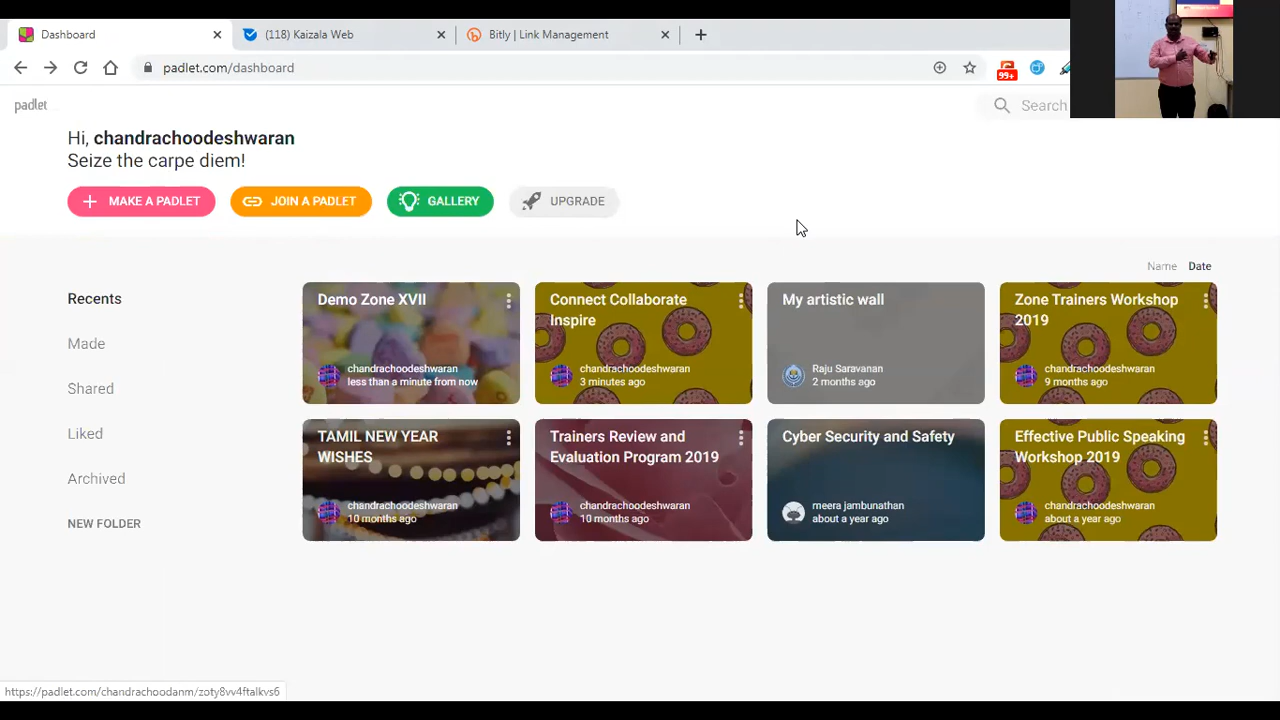 Dashboard
(118) Kaizala Web
Bitly | Link Management
padlet.com/dashboard
99+
padlet
Search
Hi, chandrachoodeshwaran
Seize the carpe diem!
MAKE A PADLET
JOIN A PADLET
GALLERY
UPGRADE
Name Date
Recents
Made
Shared
Liked
Archived
NEW FOLDER
Demo Zone XVII
chandrachoodeshwaran
less than a minute from now
Connect Collaborate
Inspire
chandrachoodeshwaran
3 minutes ago
My artistic wall
Raju Saravanan
2 months ago
Zone Trainers Workshop
2019
chandrachoodeshwaran
9 months ago
TAMIL NEW YEAR
WISHES
chandrachoodeshwaran
10 months ago
Trainers Review and
Evaluation Program 2019
chandrachoodeshwaran
10 months ago
Cyber Security and Safety
meera jambunathan
about a year ago
Effective Public Speaking
Workshop 2019
chandrachoodeshwaran
about a year ago
https://padlet.com/chandrachoodanm/zoty8vv4ftalkvs6